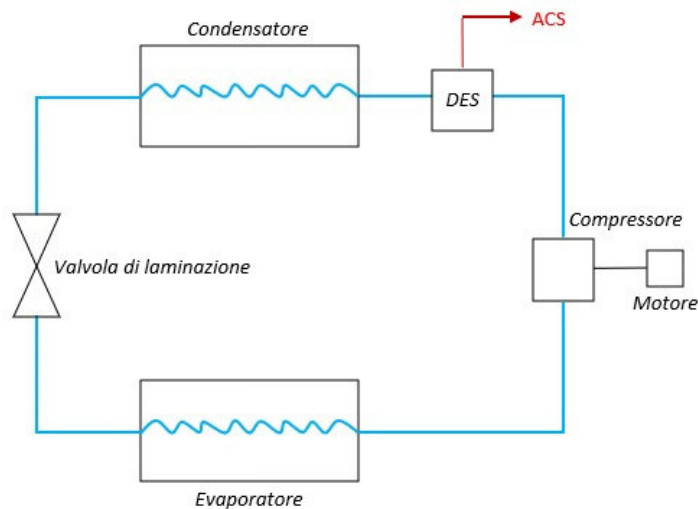 Condensatore
ACS
DES
Compressore
Valvola di laminazione
Motore
Evaporatore